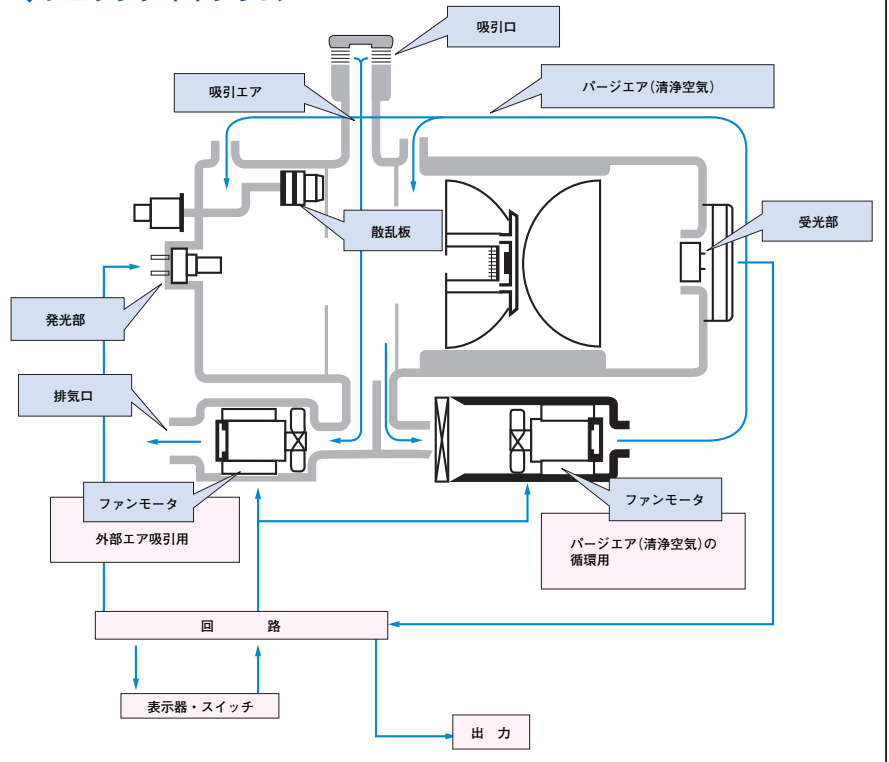 吸引口
吸引エア
パージエア(清浄空気)
散乱板
受光部
発光部
排気口
ファンモータ
外部エア吸引用
ファンモータ
パージエア(清浄空気)の
循環用
回　　路
表示器・スイッチ
出　力